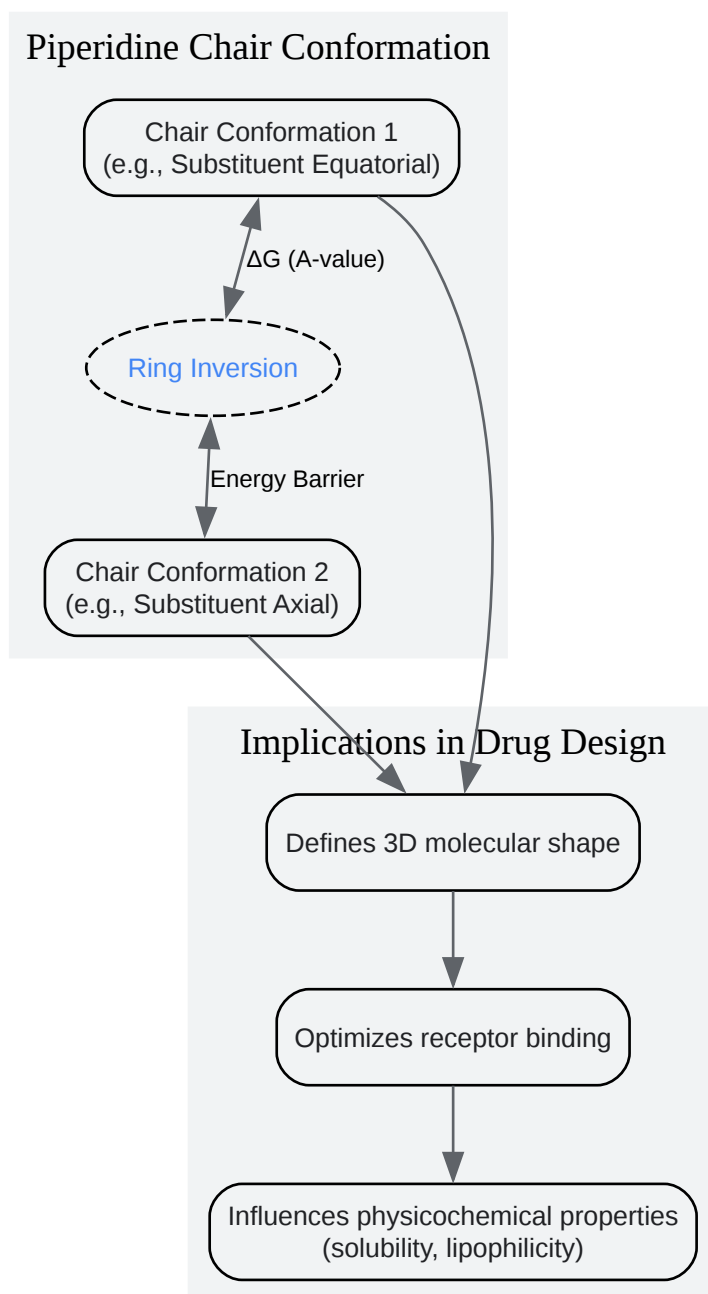 Piperidine Chair Conformation
Chair Conformation 1
(e.g., Substituent Equatorial)
ΔG (A-value)
Ring Inversion
Energy Barrier
Chair Conformation 2
(e.g., Substituent Axial)
Implications in Drug Design
Defines 3D molecular shape
Optimizes receptor binding
Influences physicochemical properties
(solubility, lipophilicity)